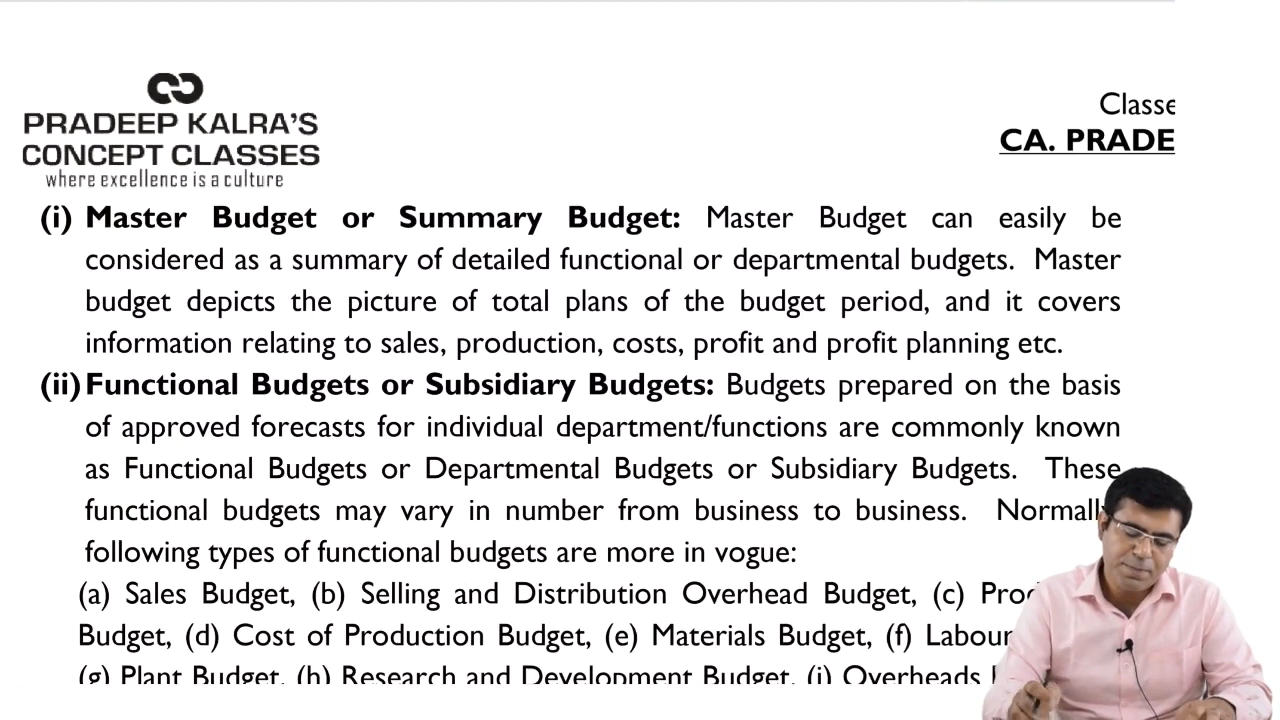 PRADEEP KALRA'S
CONCEPT CLASSES
where excellence is a culture
Classe
CA. PRADE
(i) Master Budget or Summary Budget: Master Budget can easily be
considered as a summary of detailed functional or departmental budgets. Master
budget depicts the picture of total plans of the budget period, and it covers
information relating to sales, production, costs, profit and profit planning etc.
(ii) Functional Budgets or Subsidiary Budgets: Budgets prepared on the basis
of approved forecasts for individual department/functions are commonly known
as Functional Budgets or Departmental Budgets or Subsidiary Budgets. These
functional budgets may vary in number from business to business. Normally
following types of functional budgets are more in vogue:
(a) Sales Budget, (b) Selling and Distribution Overhead Budget, (c) Prod
Budget, (d) Cost of Production Budget, (e) Materials Budget, (f) Labour
(g) Plant Budget, (h) Research and Development Budget, (i) Overheads